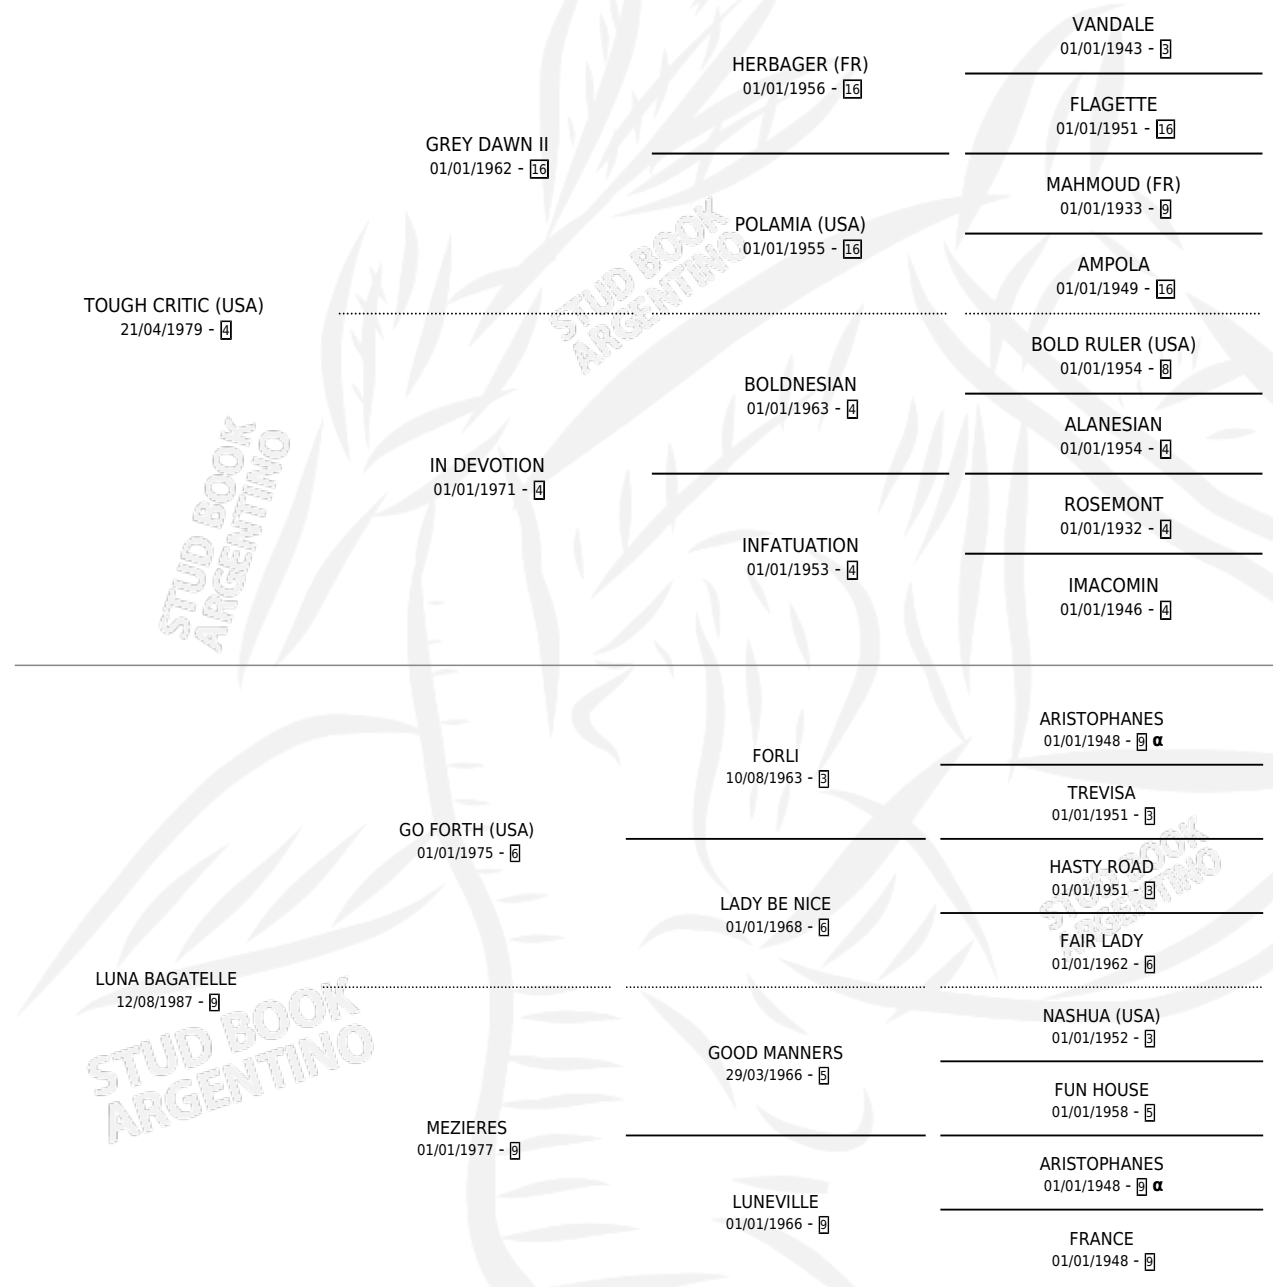 VANDALE
01/01/1943 - 3
HERBAGER (FR)
01/01/1956 - 16
FLAGETTE
01/01/1951 - 16
GREY DAWN II
01/01/1962 - 16
MAHMOUD (FR)
01/01/1933 - 9
POLAMIA (USA)
01/01/1955 - 16
AMPOLA
01/01/1949 - 16
TOUGH CRITIC (USA)
21/04/1979 - 4
STUD BOOK
ARGENTINO
BOLD RULER (USA)
01/01/1954 - 8
BOLDNESIAN
01/01/1963 - 4
ALANESIAN
01/01/1954 - 4
IN DEVOTION
01/01/1971 - 4
ROSEMONT
01/01/1932 - 4
INFATUATION
01/01/1953 - 4
IMACOMIN
01/01/1946 - 4
STUD BOOK
ARGENTINO
ARISTOPHANES
01/01/1948 - 9 α
FORLI
10/08/1963 - 3
TREVISA
01/01/1951 - 3
GO FORTH (USA)
01/01/1975 - 6
HASTY ROAD
01/01/1951 - 3
LADY BE NICE
01/01/1968 - 6
FAIR LADY
01/01/1962 - 6
STUD BOOK
ARGENTINO
LUNA BAGATELLE
12/08/1987 - 9
STUD BOOK
ARGENTINO
NASHUA (USA)
01/01/1952 - 3
GOOD MANNERS
29/03/1966 - 5
FUN HOUSE
01/01/1958 - 5
MEZIERES
01/01/1977 - 9
ARISTOPHANES
01/01/1948 - 9 α
LUNEVILLE
01/01/1966 - 9
FRANCE
01/01/1948 - 9